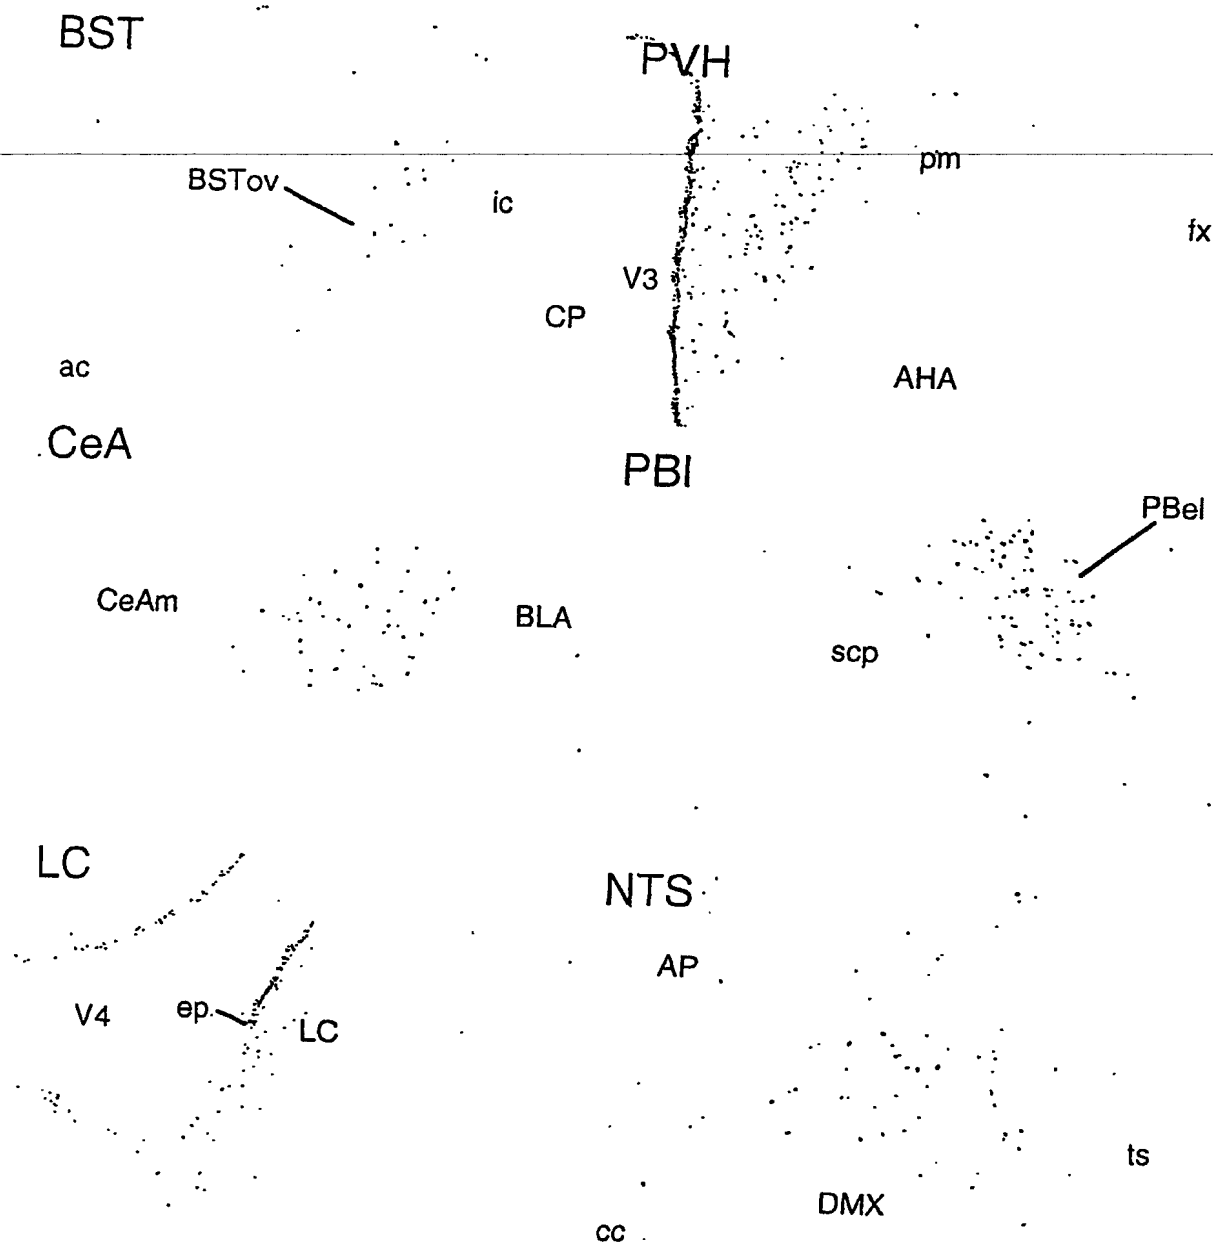 BST
PVH
pm
BSTov
ic
fx
V3
CP
ac
AHA
CeA
PBl
PBel
CeAm
BLA
scp
LC
NTS
AP
V4
ep
LC
ts
DMX
cc